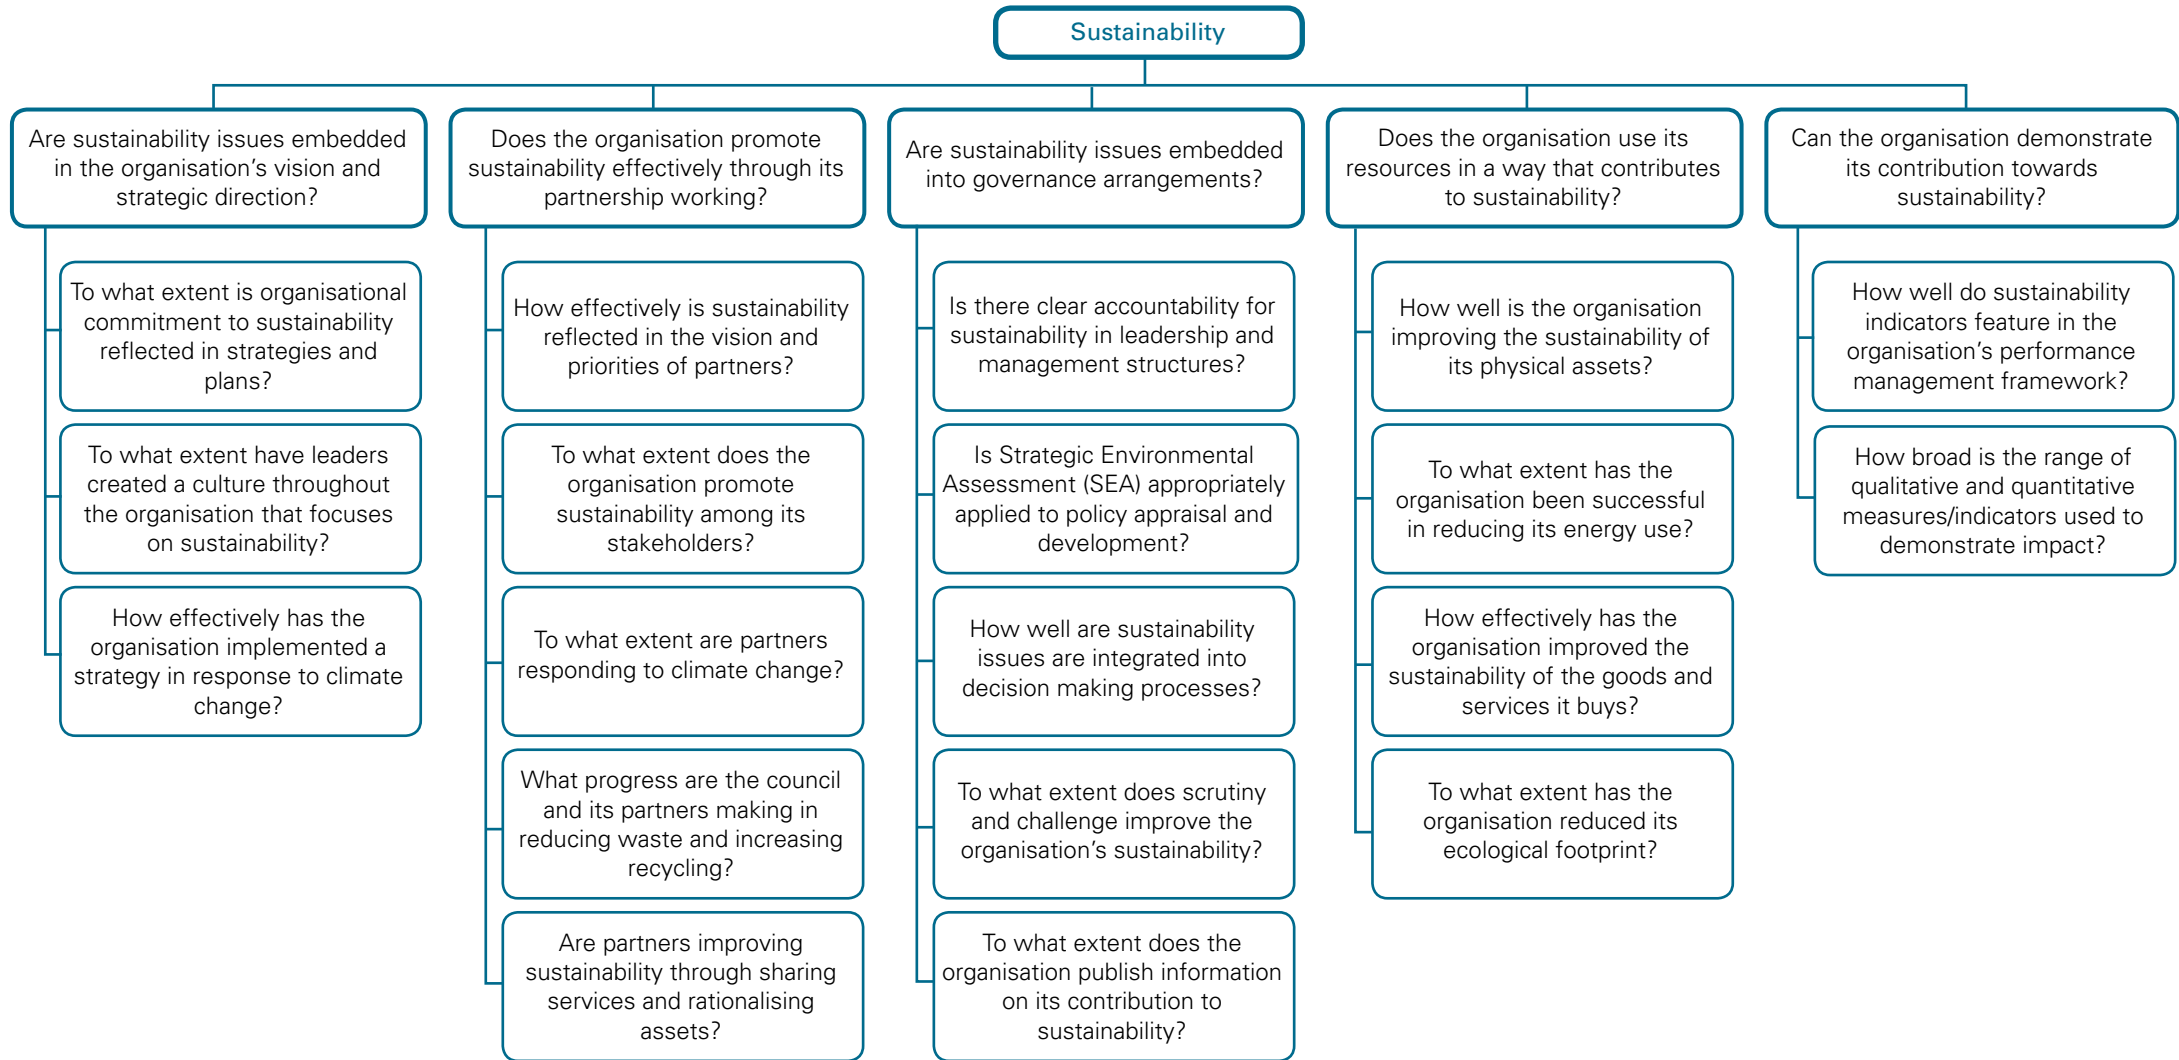 Sustainability
Are sustainability issues embedded
in the organisation’s vision and
strategic direction?
To what extent is organisational
commitment to sustainability
reflected in strategies and
plans?
To what extent have leaders
created a culture throughout
the organisation that focuses
on sustainability?
How effectively has the
organisation implemented a
strategy in response to climate
change?
Does the organisation promote
sustainability effectively through its
partnership working?
How effectively is sustainability
reflected in the vision and
priorities of partners?
To what extent does the
organisation promote
sustainability among its
stakeholders?
To what extent are partners
responding to climate change?
What progress are the council
and its partners making in
reducing waste and increasing
recycling?
Are partners improving
sustainability through sharing
services and rationalising
assets?
Are sustainability issues embedded
into governance arrangements?
Is there clear accountability for
sustainability in leadership and
management structures?
Is Strategic Environmental
Assessment (SEA) appropriately
applied to policy appraisal and
development?
How well are sustainability
issues are integrated into
decision making processes?
To what extent does scrutiny
and challenge improve the
organisation’s sustainability?
To what extent does the
organisation publish information
on its contribution to
sustainability?
Does the organisation use its
resources in a way that contributes
to sustainability?
How well is the organisation
improving the sustainability of
its physical assets?
To what extent has the
organisation been successful
in reducing its energy use?
How effectively has the
organisation improved the
sustainability of the goods and
services it buys?
To what extent has the
organisation reduced its
ecological footprint?
Can the organisation demonstrate
its contribution towards
sustainability?
How well do sustainability
indicators feature in the
organisation’s performance
management framework?
How broad is the range of
qualitative and quantitative
measures/indicators used to
demonstrate impact?